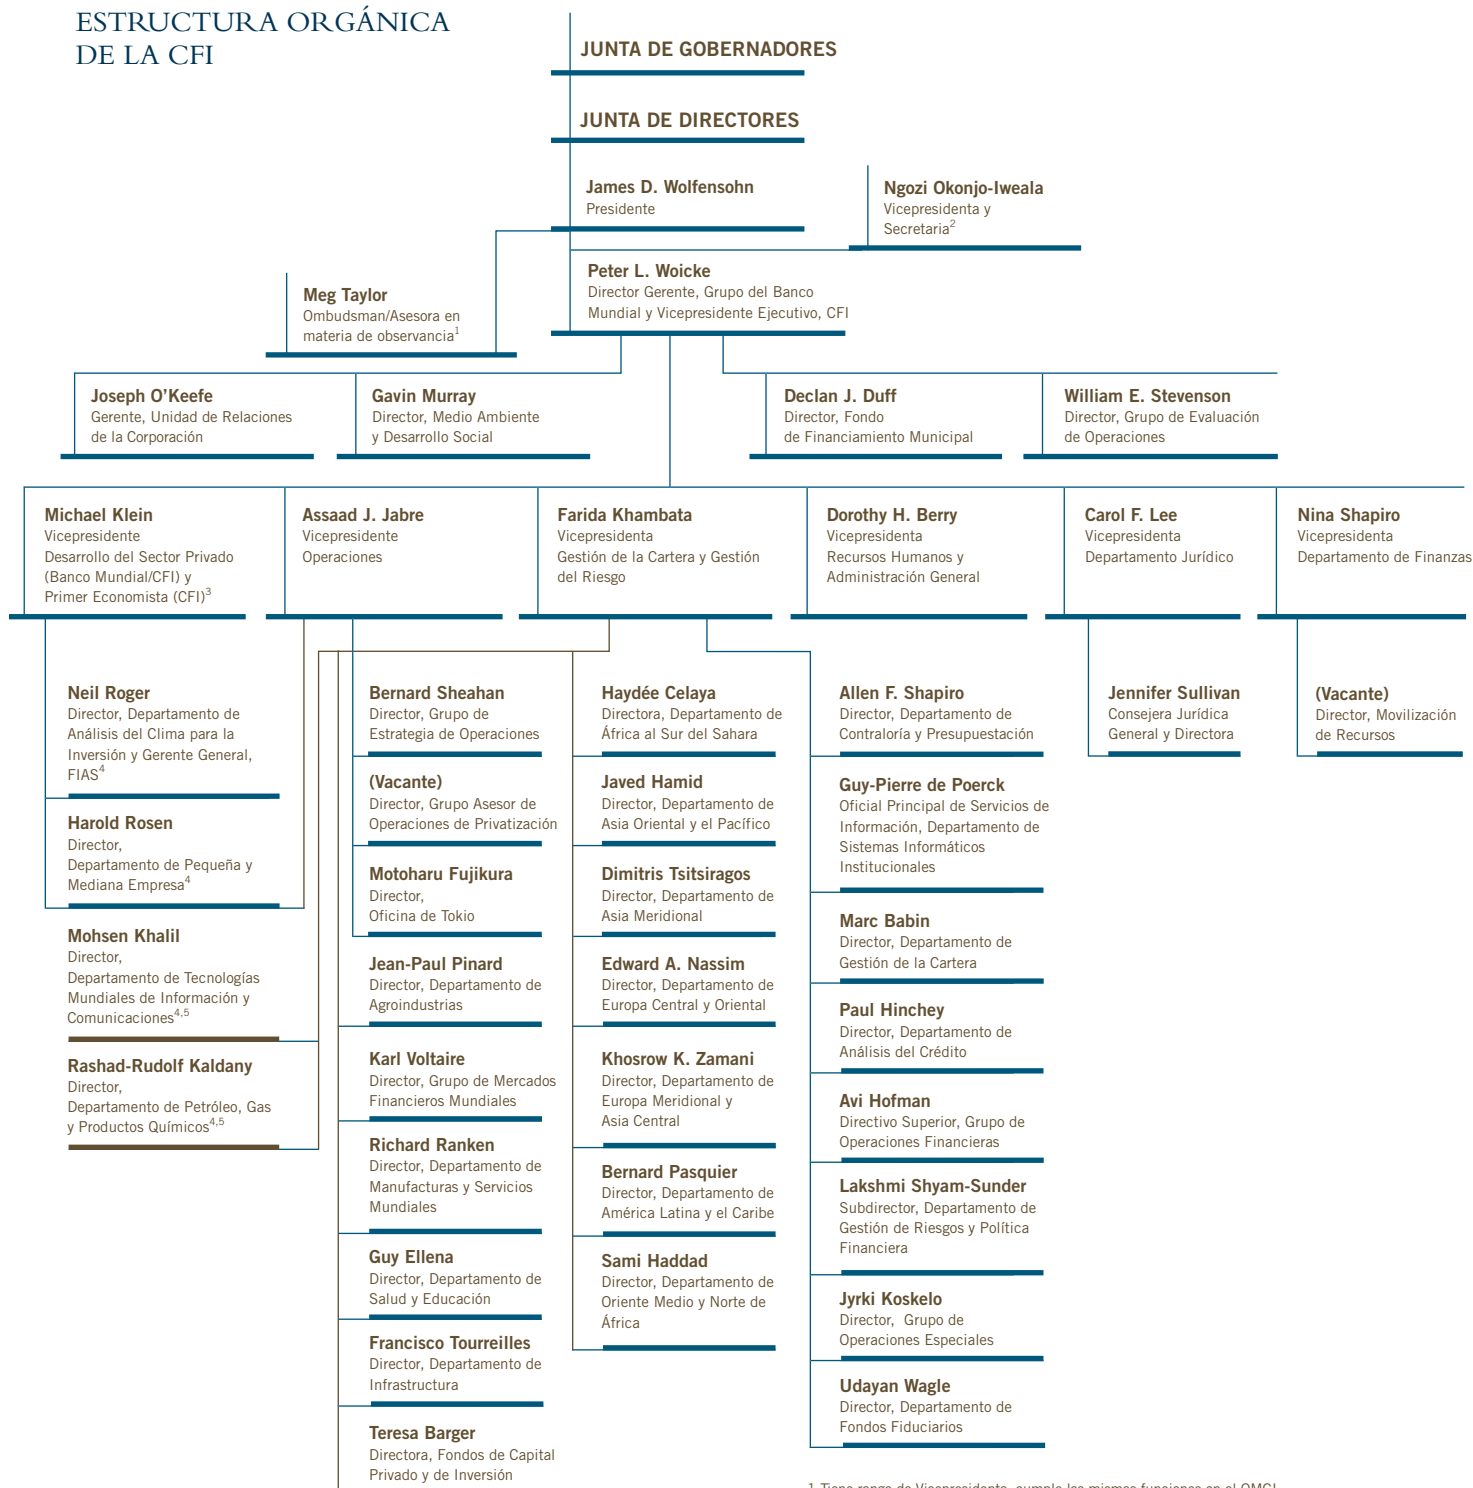 ESTRUCTURA ORGÁNICA
DE LA CFI
JUNTA DE GOBERNADORES
JUNTA DE DIRECTORES
James D. Wolfensohn
Presidente
Ngozi Okonjo-Iweala
Vicepresidenta y
Secretaria2
Peter L. Woicke
Director Gerente, Grupo del Banco
Mundial y Vicepresidente Ejecutivo, CFI
Meg Taylor
Ombudsman/Asesora en
materia de observancia1
Joseph O'Keefe
Gerente, Unidad de Relaciones
de la Corporación
Gavin Murray
Director, Medio Ambiente
y Desarrollo Social
Declan J. Duff
Director, Fondo
de Financiamiento Municipal
William E. Stevenson
Director, Grupo de Evaluación
de Operaciones
Michael Klein
Vicepresidente
Desarrollo del Sector Privado
(Banco Mundial/CFI) y
Primer Economista (CFI)3
Assaad J. Jabre
Vicepresidente
Operaciones
Farida Khambata
Vicepresidenta
Gestión de la Cartera y Gestión
del Riesgo
Dorothy H. Berry
Vicepresidenta
Recursos Humanos y
Administración General
Carol F. Lee
Vicepresidenta
Departamento Jurídico
Nina Shapiro
Vicepresidenta
Departamento de Finanzas
Neil Roger
Director, Departamento de
Análisis del Clima para la
Inversión y Gerente General,
FIAS4
Harold Rosen
Director,
Departamento de Pequeña y
Mediana Empresa4
Mohsen Khalil
Director,
Departamento de Tecnologías
Mundiales de Información y
Comunicaciones4,5
Rashad-Rudolf Kaldany
Director,
Departamento de Petróleo, Gas
y Productos Químicos4,5
Bernard Sheahan
Director, Grupo de
Estrategia de Operaciones
(Vacante)
Director, Grupo Asesor de
Operaciones de Privatización
Motoharu Fujikura
Director,
Oficina de Tokio
Jean-Paul Pinard
Director, Departamento de
Agroindustrias
Karl Voltaire
Director, Grupo de Mercados
Financieros Mundiales
Richard Ranken
Director, Departamento de
Manufacturas y Servicios
Mundiales
Guy Ellena
Director, Departamento de
Salud y Educación
Francisco Tourreilles
Director, Departamento de
Infrastructura
Teresa Barger
Directora, Fondos de Capital
Privado y de Inversión
Haydée Celaya
Directora, Departamento de
África al Sur del Sahara
Javed Hamid
Director, Departamento de
Asia Oriental y el Pacífico
Dimitris Tsitsiragos
Director, Departamento de
Asia Meridional
Edward A. Nassim
Director, Departamento de
Europa Central y Oriental
Khosrow K. Zamani
Director, Departamento de
Europa Meridional y
Asia Central
Bernard Pasquier
Director, Departamento de
América Latina y el Caribe
Sami Haddad
Director, Departamento de
Oriente Medio y Norte de
África
Allen F. Shapiro
Director, Departamento de
Contraloría y Presupuestación
Guy-Pierre de Poerck
Oficial Principal de Servicios de
Información, Departamento de
Sistemas Informáticos
Institucionales
Marc Babin
Director, Departamento de
Gestión de la Cartera
Paul Hinchey
Director, Departamento de
Análisis del Crédito
Avi Hofman
Directivo Superior, Grupo de
Operaciones Financieras
Lakshmi Shyam-Sunder
Subdirector, Departamento de
Gestión de Riesgos y Política
Financiera
Jyrki Koskelo
Director, Grupo de
Operaciones Especiales
Udayan Wagle
Director, Departamento de
Fondos Fiduciarios
Jennifer Sullivan
Consejera Jurídica
General y Directora
(Vacante)
Director, Movilización
de Recursos